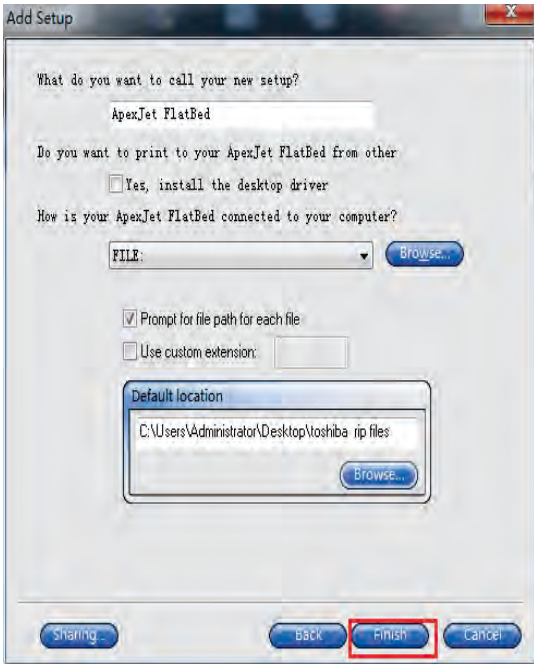 Add Setup
What do you want to call your new setup?
ApexJet FlatBed
Do you want to print to your ApexJet FlatBed from other
Yes, install the desktop driver
How is your ApexJet FlatBed connected to your computer?
FILE:
Browse...
Prompt for file path for each file
Use custom extension:
Default location
C:\Users\Administrator\Desktop\toshiba rip files
Browse...
Sharing...
Back
Finish
Cancel